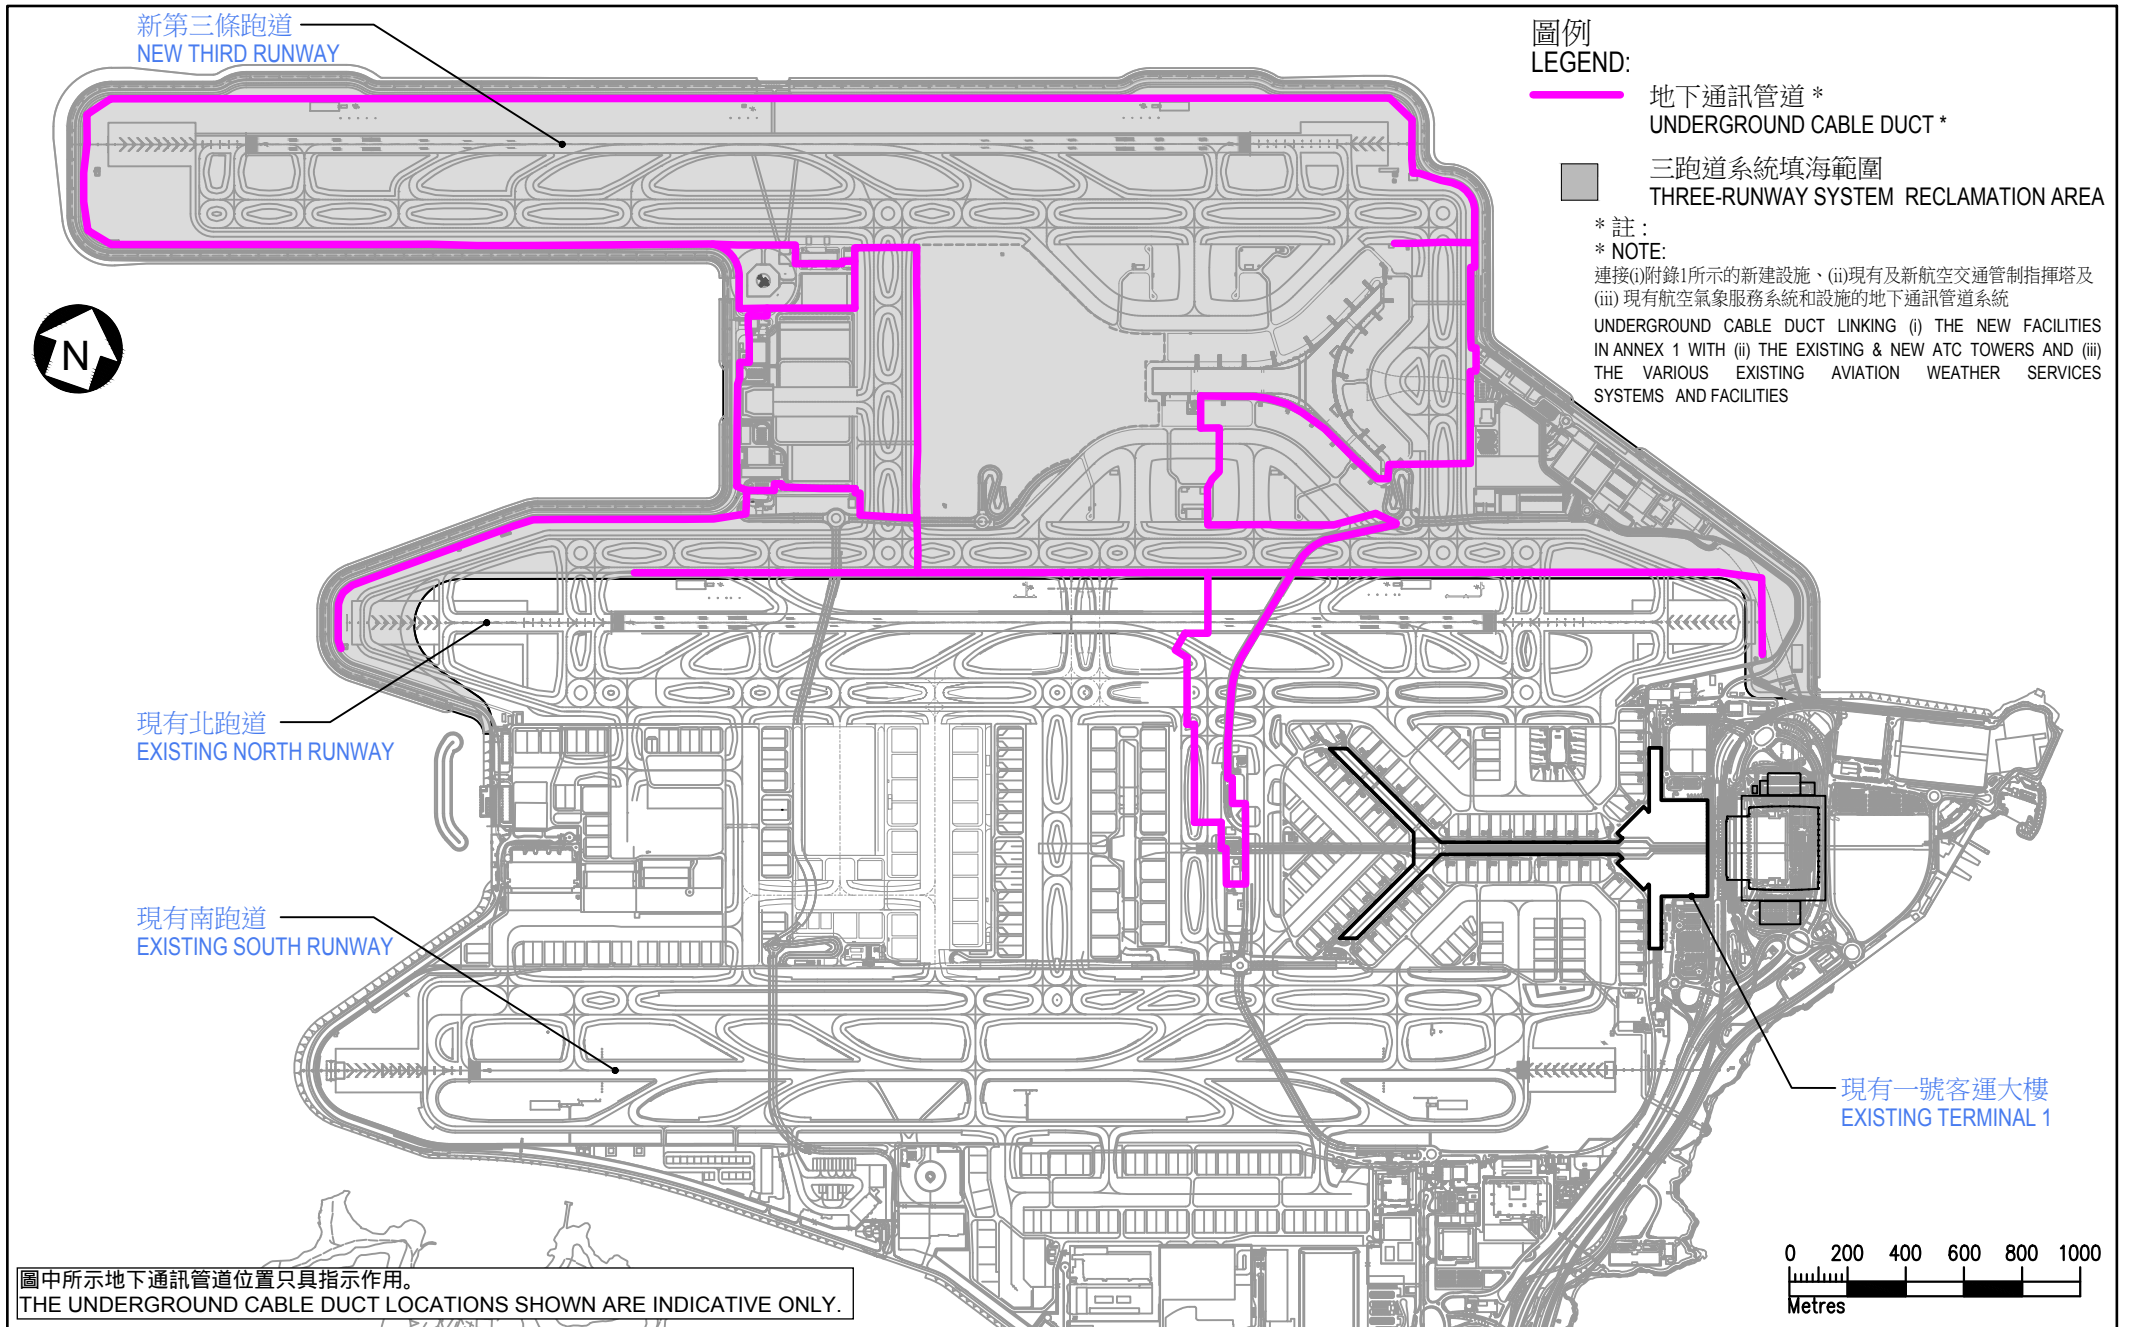 新第三條跑道
NEW THIRD RUNWAY
圖例
LEGEND:
地下通訊管道 *
UNDERGROUND CABLE DUCT *
三跑道系統填海範圍
THREE-RUNWAY SYSTEM RECLAMATION AREA
* 註 :
* NOTE:
連接(i)附錄1所示的新建設施、(ii)現有及新航空交通管制指揮塔及
(iii) 現有航空氣象服務系統和設施的地下通訊管道系統
UNDERGROUND CABLE DUCT LINKING (i) THE NEW FACILITIES
IN ANNEX 1 WITH (ii) THE EXISTING & NEW ATC TOWERS AND (iii)
THE VARIOUS EXISTING AVIATION WEATHER SERVICES
SYSTEMS AND FACILITIES
N
現有北跑道
EXISTING NORTH RUNWAY
現有南跑道
EXISTING SOUTH RUNWAY
現有一號客運大樓
EXISTING TERMINAL 1
0 200 400 600 800 1000
Metres
圖中所示地下通訊管道位置只具指示作用。
THE UNDERGROUND CABLE DUCT LOCATIONS SHOWN ARE INDICATIVE ONLY.